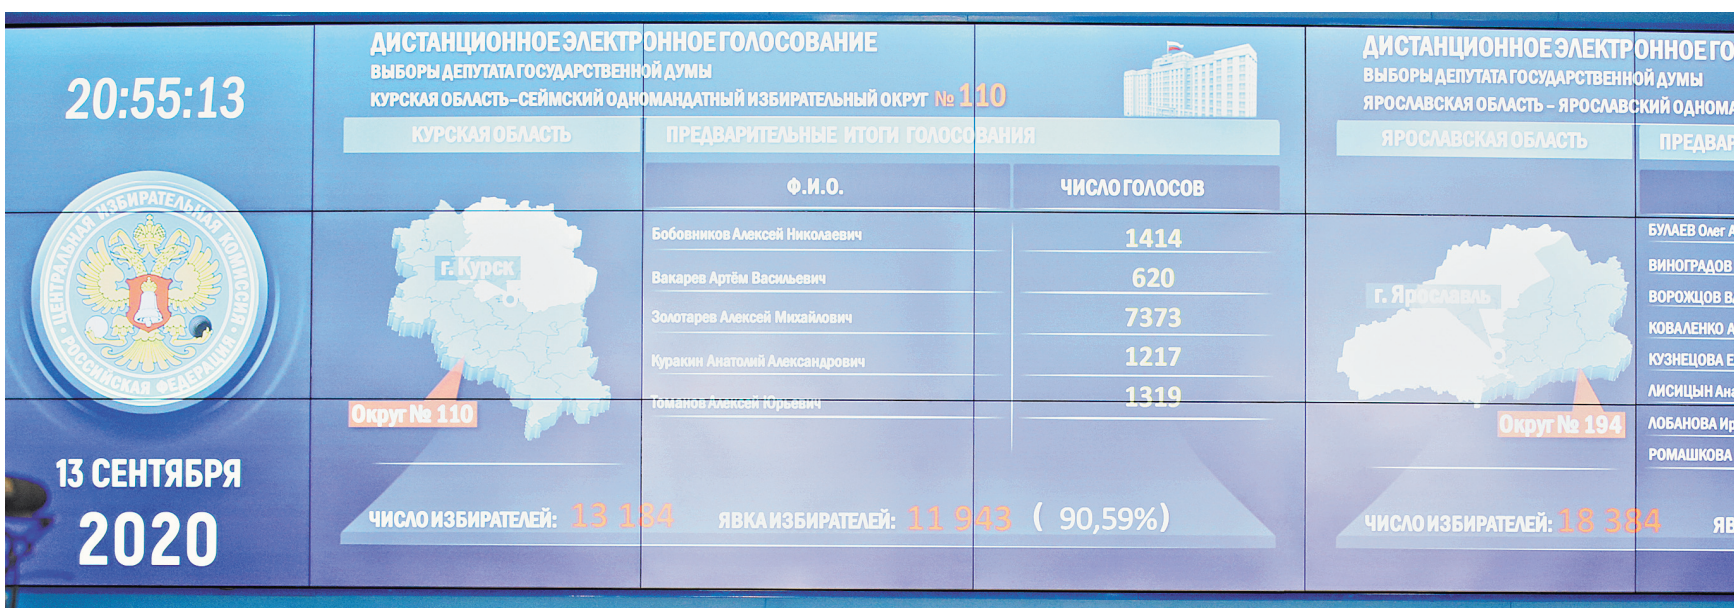 20:55:13
ЦЕНТРАЛЬНАЯ ИЗБИРАТЕЛЬНАЯ КОМИССИЯ
РОССИЙСКАЯ ФЕДЕРАЦИЯ
13 СЕНТЯБРЯ
2020
ДИСТАНЦИОННОЕ ЭЛЕКТРОННОЕ ГОЛОСОВАНИЕ
ВЫБОРЫ ДЕПУТАТА ГОСУДАРСТВЕННОЙ ДУМЫ
КУРСКАЯ ОБЛАСТЬ–СЕЙМСКИЙ ОДНОМАНДАТНЫЙ ИЗБИРАТЕЛЬНЫЙ ОКРУГ № 110
КУРСКАЯ ОБЛАСТЬ ПРЕДВАРИТЕЛЬНЫЕ ИТОГИ ГОЛОСОВАНИЯ
Ф.И.О. ЧИСЛО ГОЛОСОВ
Бобовников Алексей Николаевич 1414
Вакарев Артём Васильевич 620
Золотарев Алексей Михайлович 7373
Куракин Анатолий Александрович 1217
Томанов Алексей Юрьевич 1319
г. Курск
Округ № 110
ЧИСЛО ИЗБИРАТЕЛЕЙ: 13 184 ЯВКА ИЗБИРАТЕЛЕЙ: 11 943 ( 90,59%)
ДИСТАНЦИОННОЕ ЭЛЕКТРОННОЕ ГО
ВЫБОРЫ ДЕПУТАТА ГОСУДАРСТВЕННОЙ ДУМЫ
ЯРОСЛАВСКАЯ ОБЛАСТЬ – ЯРОСЛАВСКИЙ ОДНОМА
ЯРОСЛАВСКАЯ ОБЛАСТЬ ПРЕДВАР
БУЛАЕВ Олег А
ВИНОГРАДОВ
ВОРОЖЦОВ В
КОВАЛЕНКО А
КУЗНЕЦОВА Е
ЛИСИЦЫН Ана
ЛОБАНОВА Ир
РОМАШКОВА
г. Ярославль
Округ № 194
ЧИСЛО ИЗБИРАТЕЛЕЙ: 18 384 ЯВ